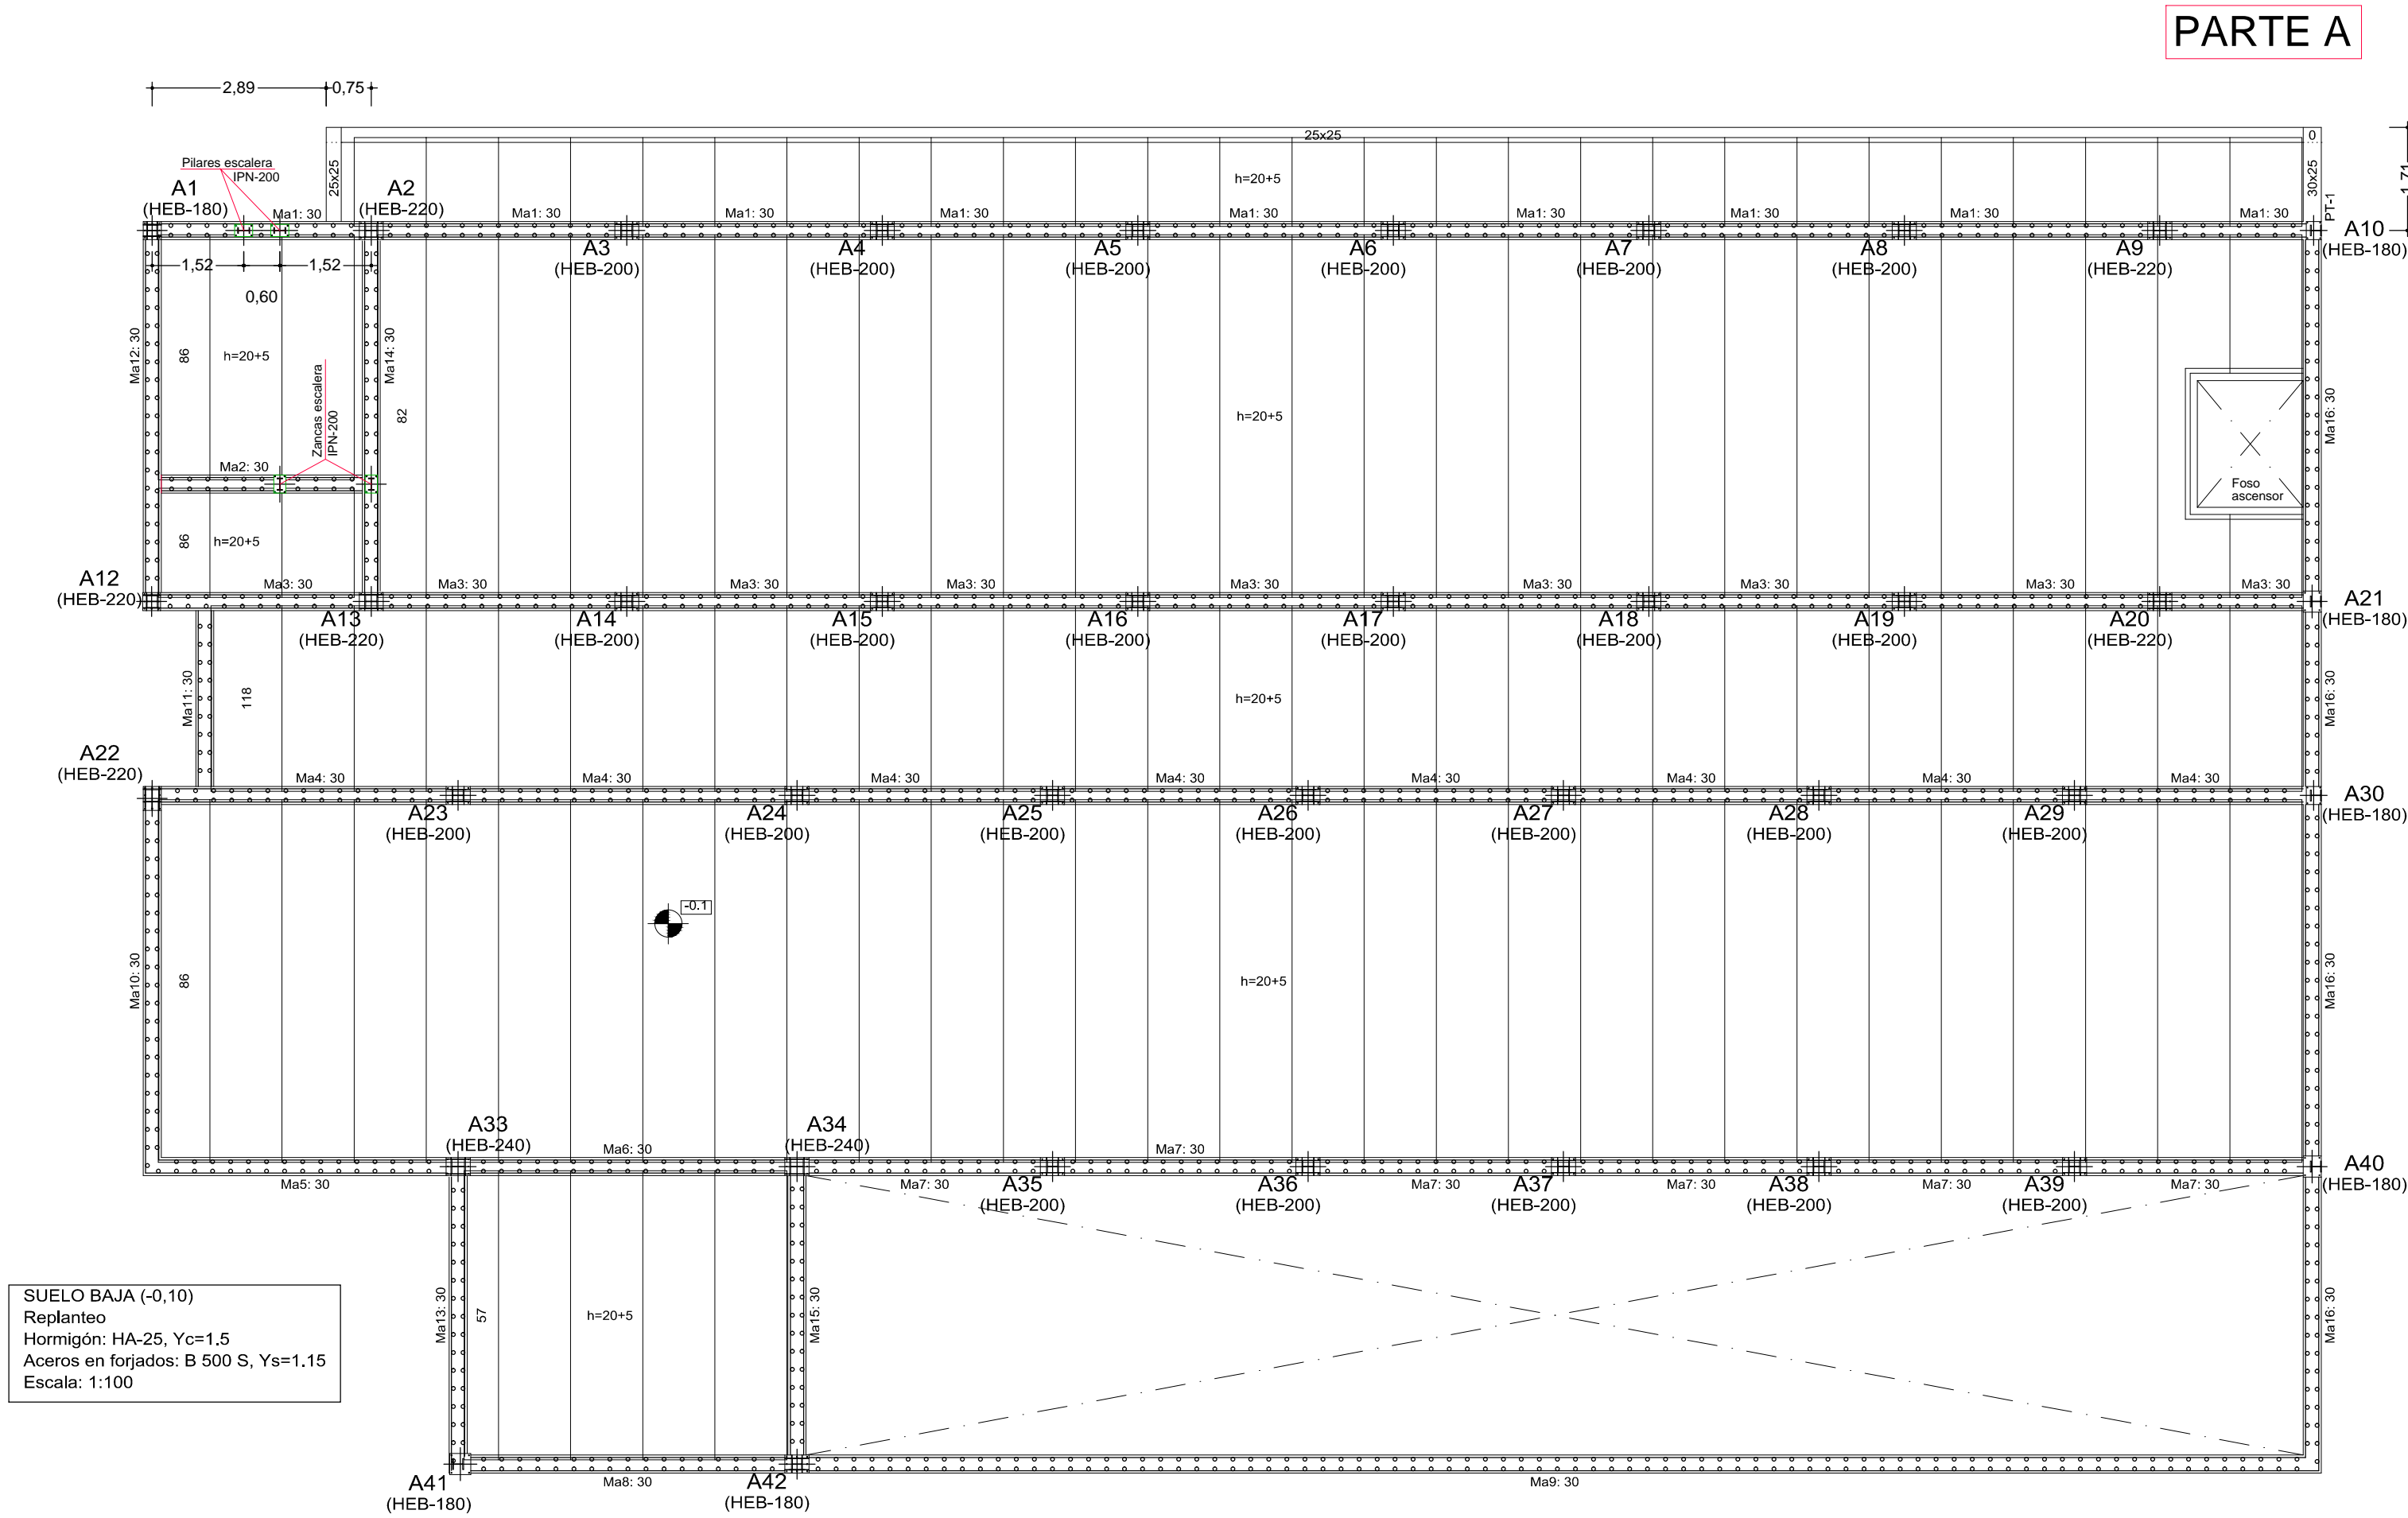 PARTE A
2,89
0,75
25x25
0
1,71
Pilares escalera
IPN-200
25x25
h=20+5
30x25
PT-1
A1
(HEB-180)
Ma1: 30
A2
(HEB-220)
Ma1: 30
Ma1: 30
Ma1: 30
Ma1: 30
Ma1: 30
Ma1: 30
Ma1: 30
Ma1: 30
A3
(HEB-200)
A4
(HEB-200)
A5
(HEB-200)
A6
(HEB-200)
A7
(HEB-200)
A8
(HEB-200)
A9
(HEB-220)
A10
(HEB-180)
1,52
1,52
0,60
Ma12: 30
86
h=20+5
Ma14: 30
82
Zancas escalera
IPN-200
h=20+5
Ma16: 30
Foso
ascensor
Ma2: 30
86
h=20+5
A12
(HEB-220)
Ma3: 30
Ma3: 30
Ma3: 30
Ma3: 30
Ma3: 30
Ma3: 30
Ma3: 30
Ma3: 30
Ma3: 30
A13
(HEB-220)
A14
(HEB-200)
A15
(HEB-200)
A16
(HEB-200)
A17
(HEB-200)
A18
(HEB-200)
A19
(HEB-200)
A20
(HEB-220)
A21
(HEB-180)
Ma11: 30
118
h=20+5
Ma16: 30
A22
(HEB-220)
Ma4: 30
Ma4: 30
Ma4: 30
Ma4: 30
Ma4: 30
Ma4: 30
Ma4: 30
Ma4: 30
A23
(HEB-200)
A24
(HEB-200)
A25
(HEB-200)
A26
(HEB-200)
A27
(HEB-200)
A28
(HEB-200)
A29
(HEB-200)
A30
(HEB-180)
-0.1
Ma10: 30
86
h=20+5
Ma16: 30
A33
(HEB-240)
Ma6: 30
A34
(HEB-240)
Ma7: 30
Ma5: 30
Ma7: 30
A35
(HEB-200)
A36
(HEB-200)
Ma7: 30
A37
(HEB-200)
Ma7: 30
A38
(HEB-200)
Ma7: 30
A39
(HEB-200)
Ma7: 30
A40
(HEB-180)
Ma13: 30
57
h=20+5
Ma15: 30
Ma16: 30
SUELO BAJA (-0,10)
Replanteo
Hormigón: HA-25, Yc=1.5
Aceros en forjados: B 500 S, Ys=1.15
Escala: 1:100
A41
(HEB-180)
Ma8: 30
A42
(HEB-180)
Ma9: 30